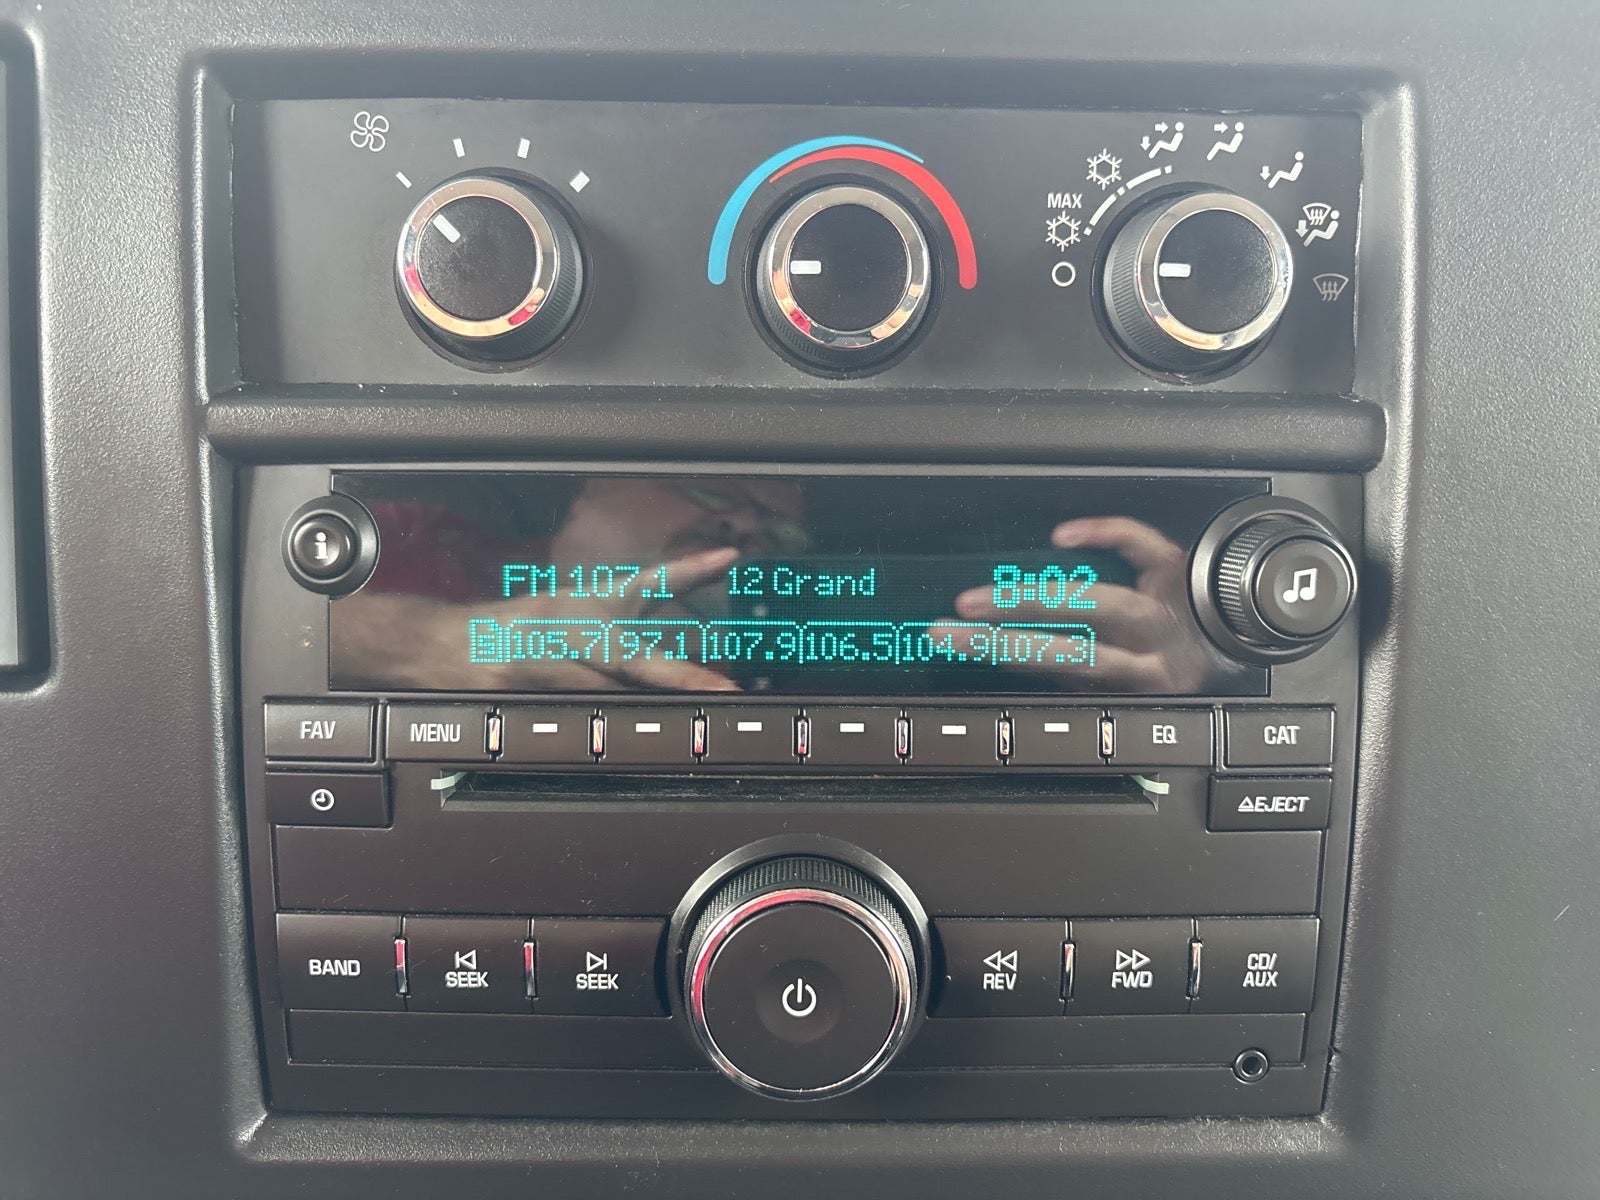 MAX
i
FM 107.1 12 Grand 8:02
105.7 97.1 107.9 106.5 104.9 107.3
FAV MENU EQ CAT
EJECT
BAND SEEK SEEK REV FWD CD/
AUX